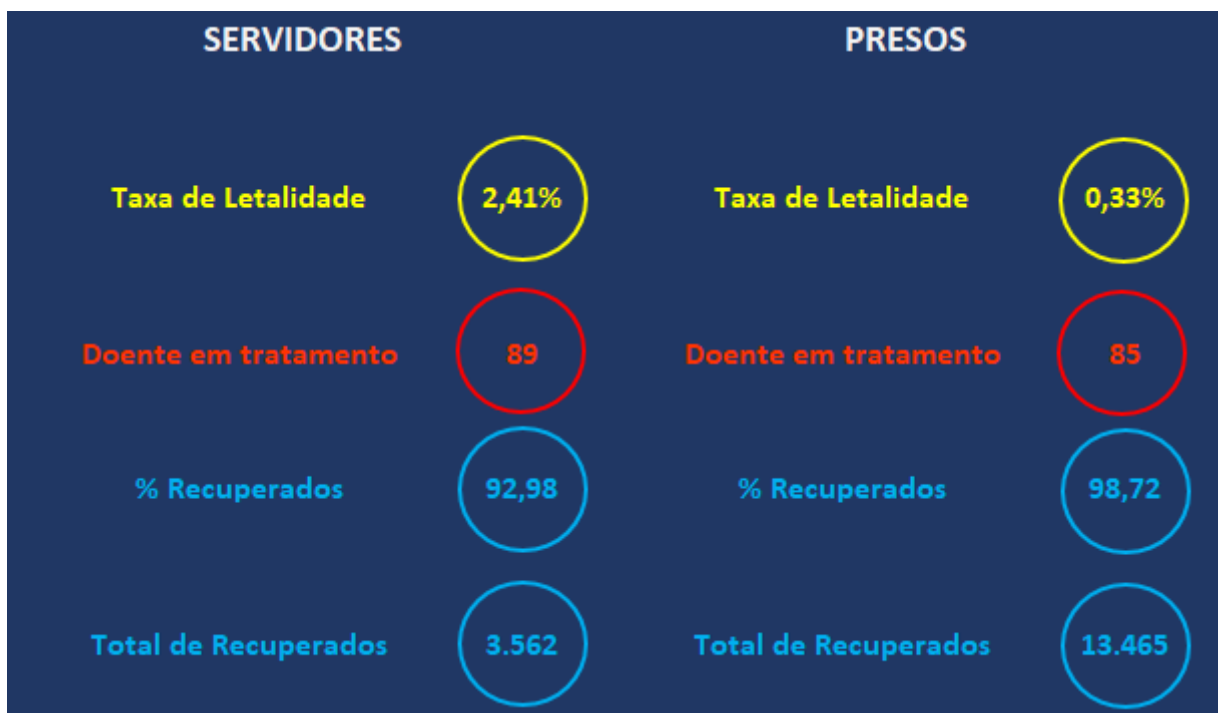 SERVIDORES PRESOS
Taxa de Letalidade 2,41% Taxa de Letalidade 0,33%
Doente em tratamento 89 Doente em tratamento 85
% Recuperados 92,98 % Recuperados 98,72
Total de Recuperados 3.562 Total de Recuperados 13.465